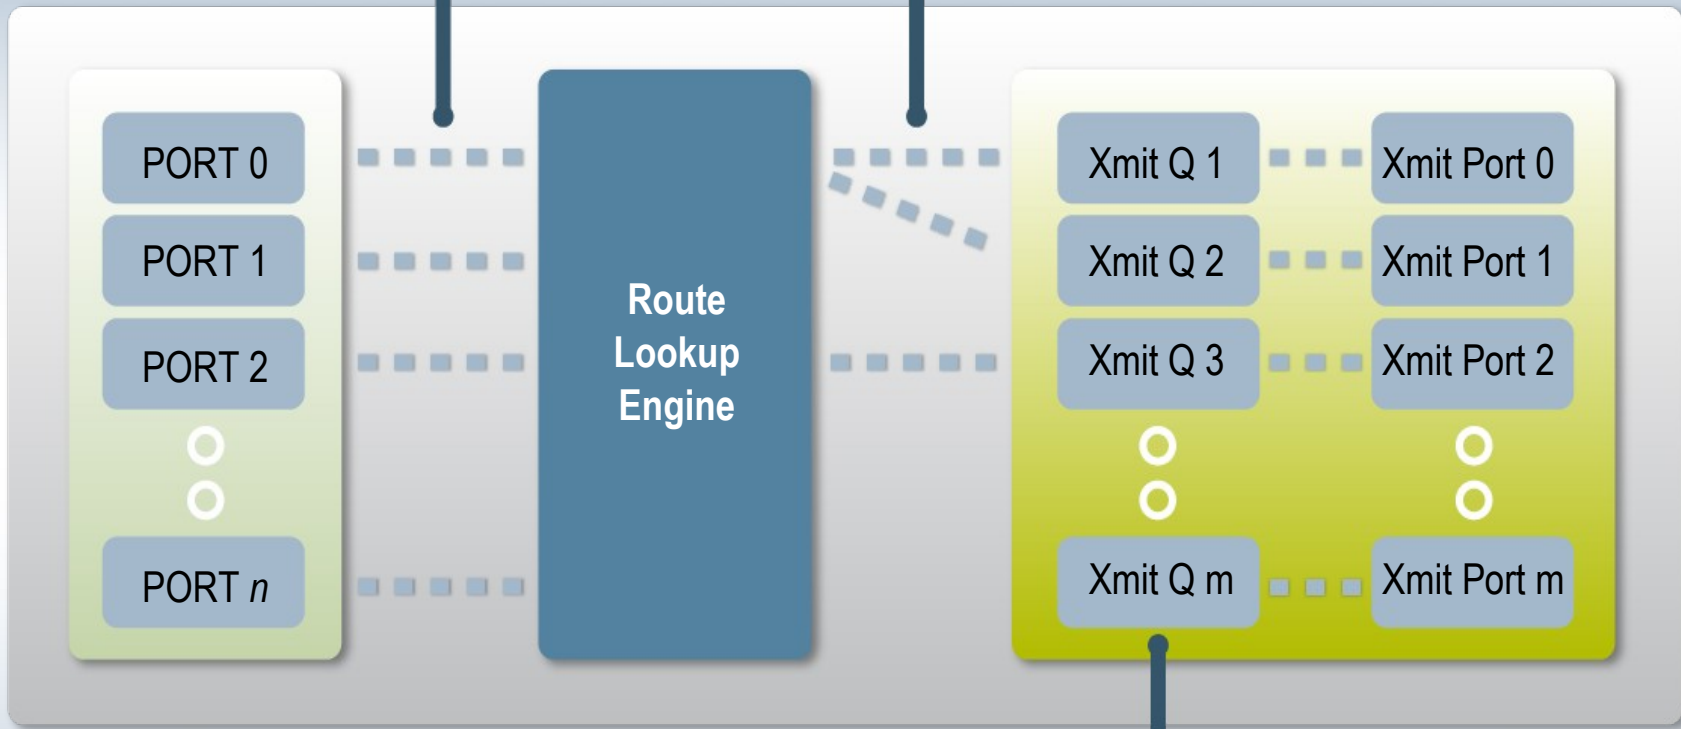 PORT 0
PORT 1
PORT 2
PORT n
Route
Lookup
Engine
Xmit Q 1
Xmit Port 0
Xmit Q 2
Xmit Port 1
Xmit Q 3
Xmit Port 2
Xmit Q m
Xmit Port m